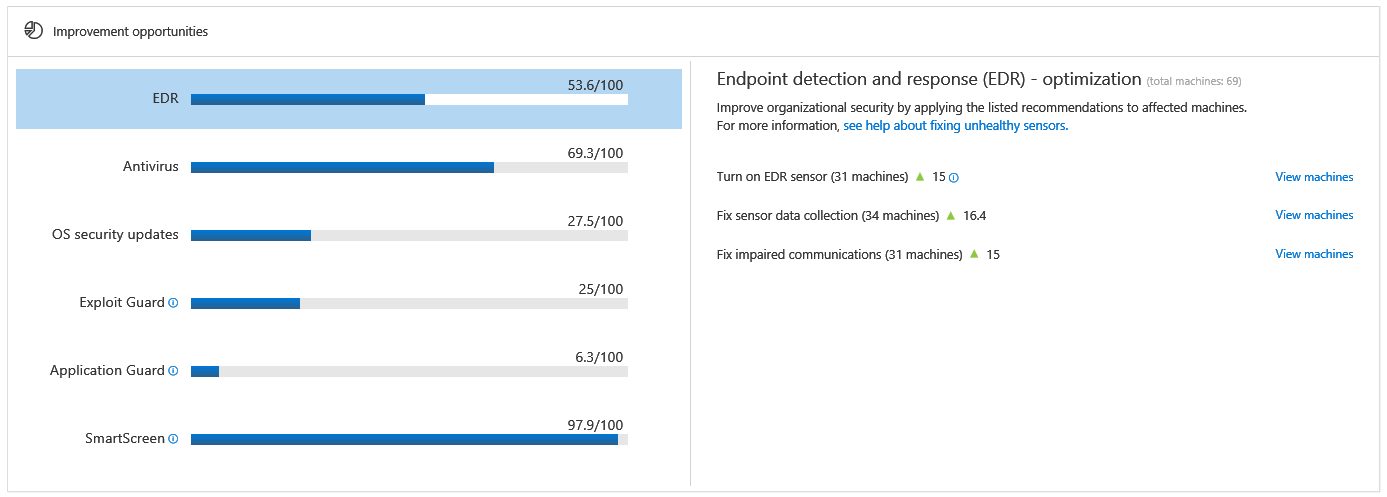 Improvement opportunities
EDR
53.6/100
Antivirus
69.3/100
OS security updates
27.5/100
Exploit Guard
25/100
Application Guard
6.3/100
SmartScreen
97.9/100
Endpoint detection and response (EDR) - optimization (total machines: 69)
Improve organizational security by applying the listed recommendations to affected machines.
For more information, see help about fixing unhealthy sensors.
Turn on EDR sensor (31 machines) 15 View machines
Fix sensor data collection (34 machines) 16.4 View machines
Fix impaired communications (31 machines) 15 View machines